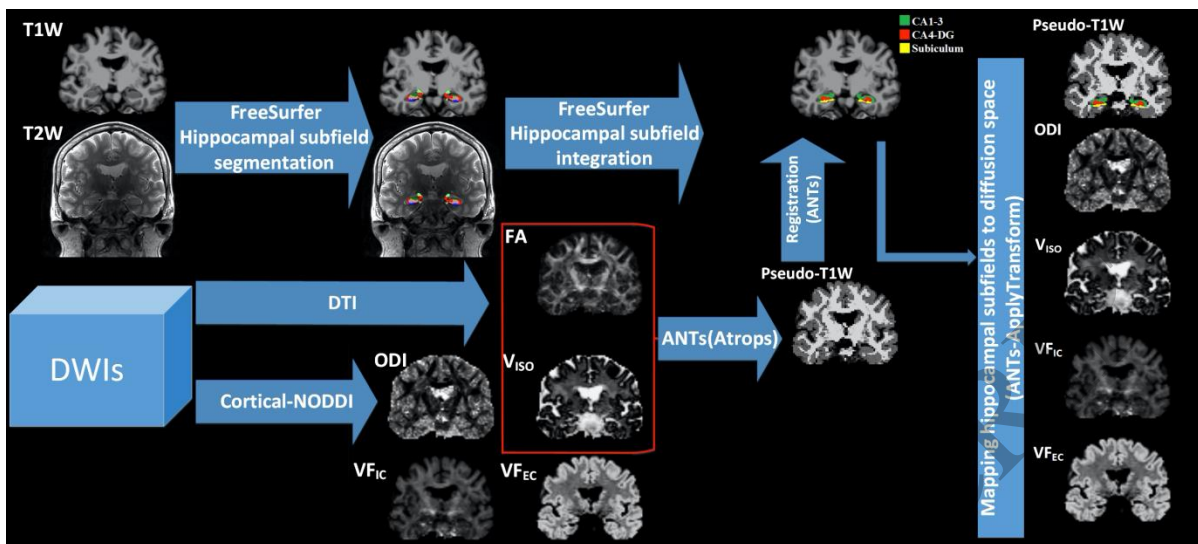 T1W
T2W
FreeSurfer
Hippocampal subfield
segmentation
FreeSurfer
Hippocampal subfield
integration
CA1-3
CA4-DG
Subiculum
DWIs
DTI
Cortical-NODDI
FA
ODI
VISO
VFIC
VFEC
ANTs(Atrops)
Pseudo-T1W
Registration
(ANTs)
Mapping hippocampal subfields to diffusion space
(ANTs-ApplyTransform)
Pseudo-T1W
ODI
VISO
VFIC
VFEC